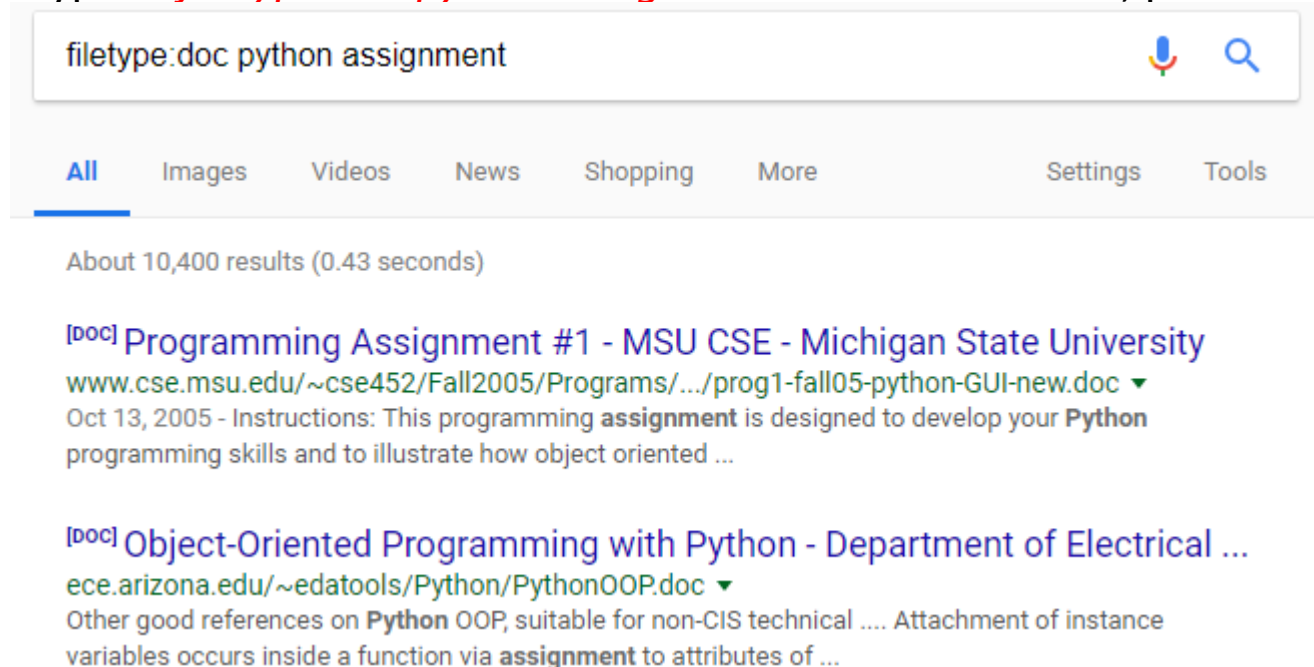 filetype:doc python assignment
All Images Videos News Shopping More Settings Tools
About 10,400 results (0.43 seconds)
[DOC] Programming Assignment #1 - MSU CSE - Michigan State University
www.cse.msu.edu/~cse452/Fall2005/Programs/.../prog1-fall05-python-GUI-new.doc
Oct 13, 2005 - Instructions: This programming assignment is designed to develop your Python
programming skills and to illustrate how object oriented ...
[DOC] Object-Oriented Programming with Python - Department of Electrical ...
ece.arizona.edu/~edatools/Python/PythonOOP.doc
Other good references on Python OOP, suitable for non-CIS technical .... Attachment of instance
variables occurs inside a function via assignment to attributes of ...